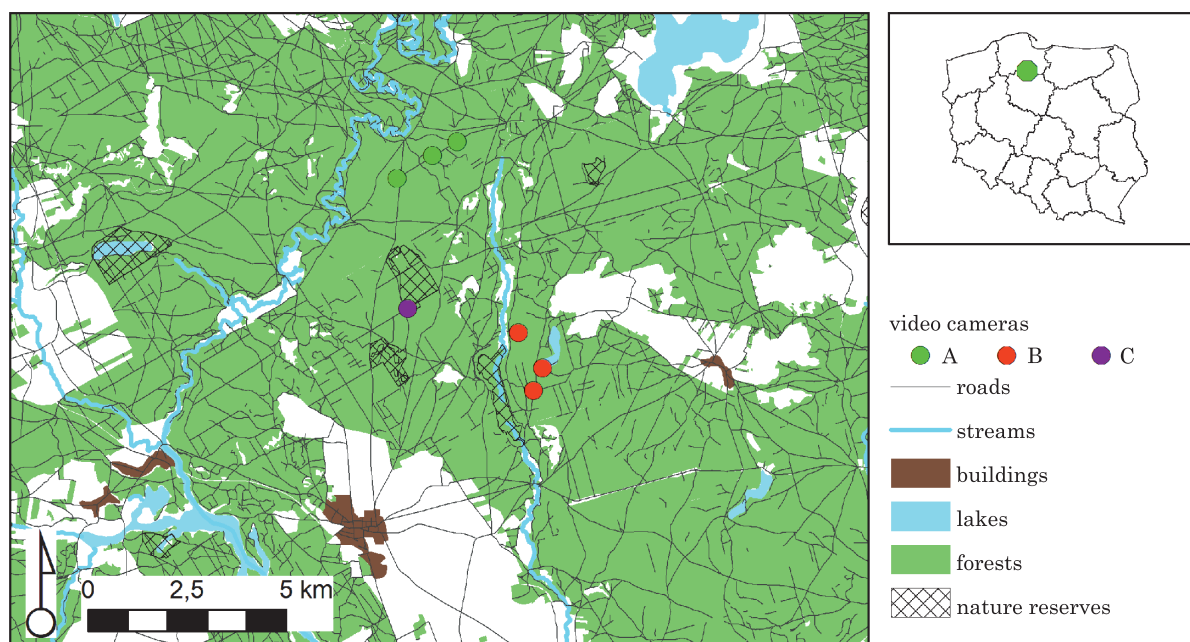 video cameras
A B C
roads
streams
buildings
lakes
forests
nature reserves
0 2,5 5 km